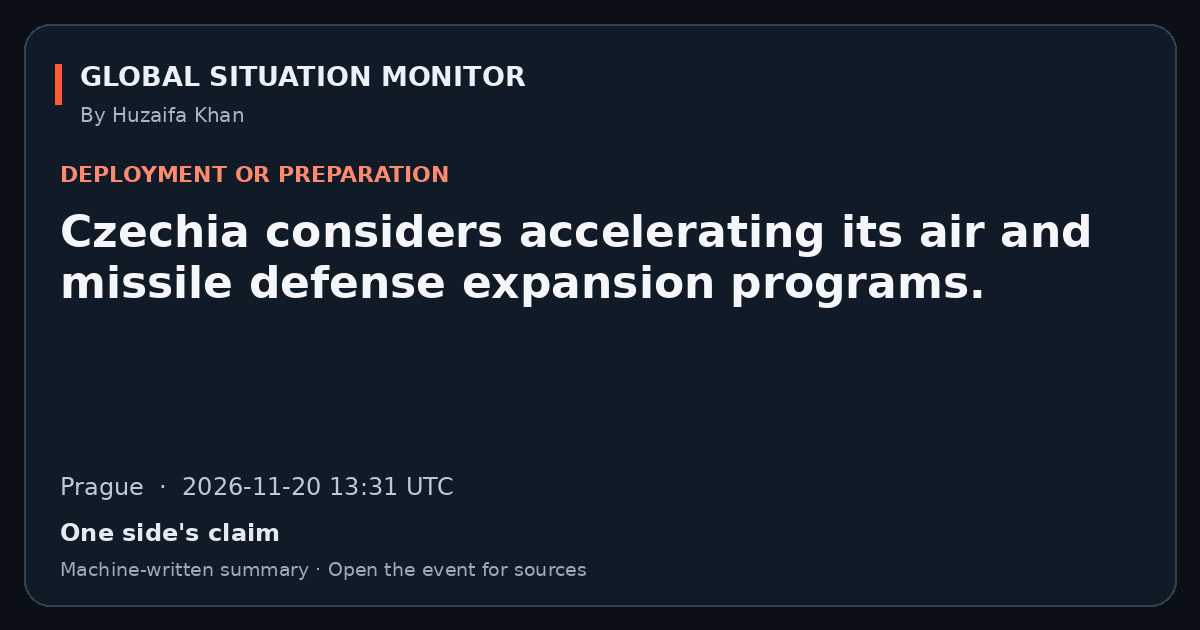 GLOBAL SITUATION MONITOR
By Huzaifa Khan
DEPLOYMENT OR PREPARATION
Czechia considers accelerating its air and
missile defense expansion programs.
Prague · 2026-11-20 13:31 UTC
One side's claim
Machine-written summary · Open the event for sources